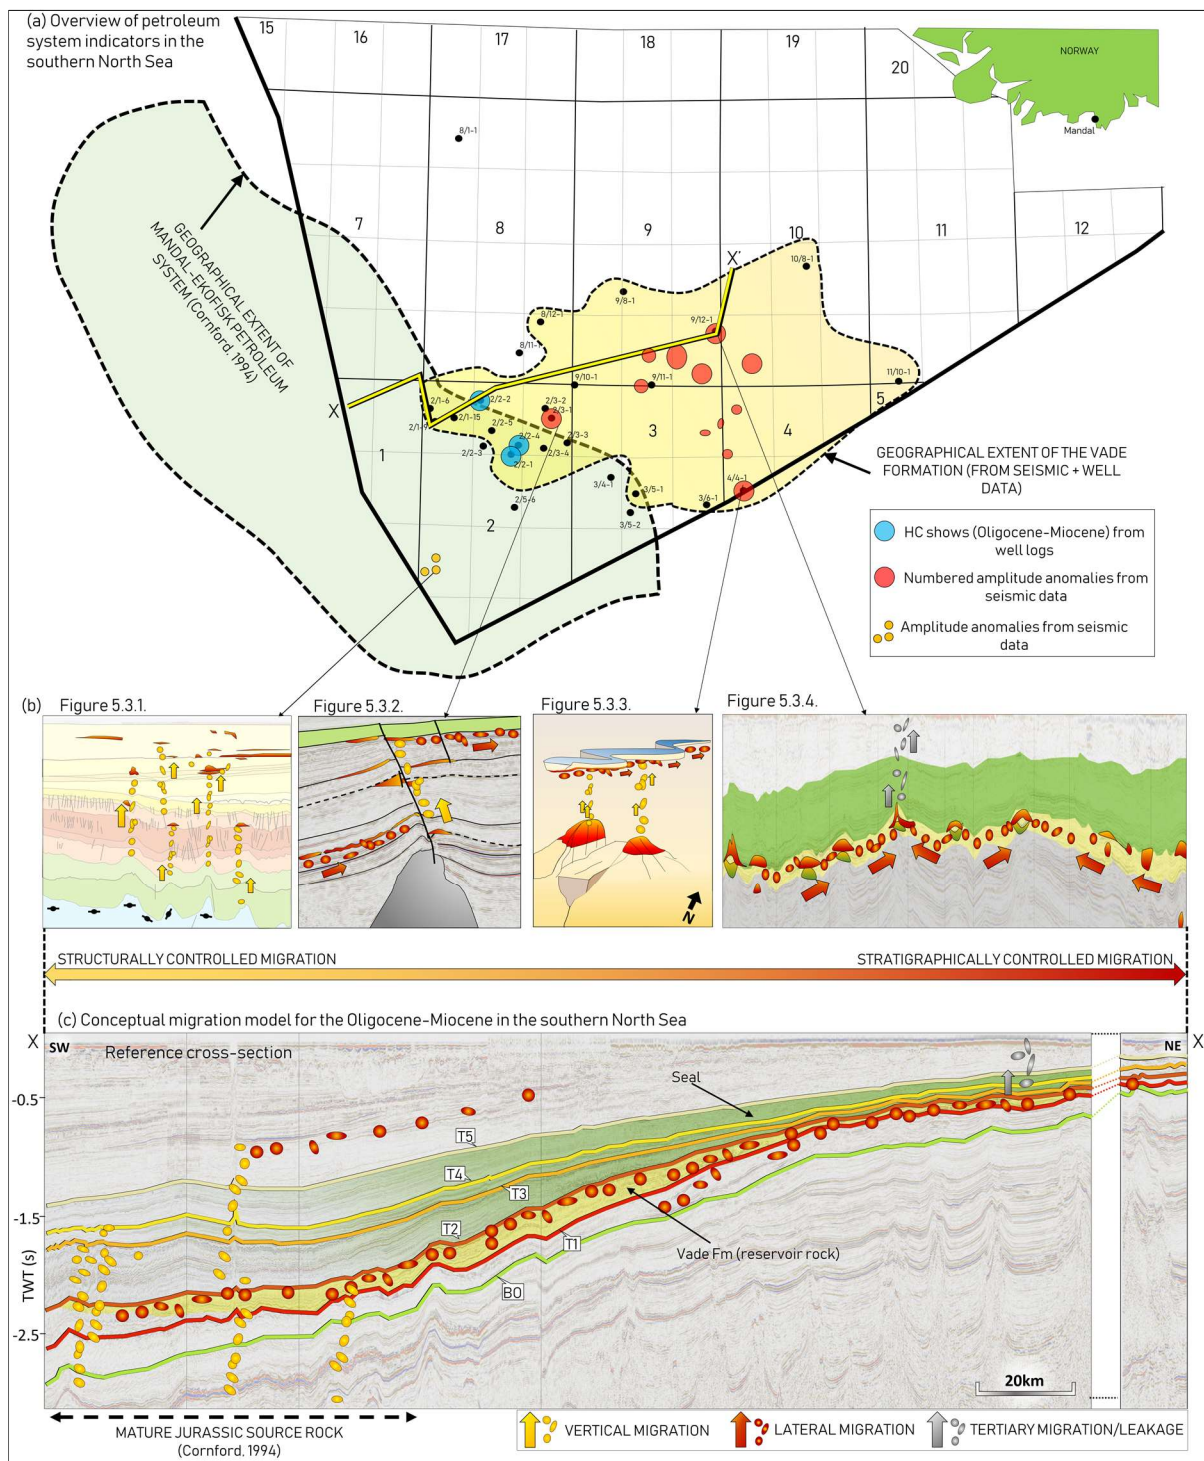 (a) Overview of petroleum
system indicators in the
southern North Sea
15
16
17
18
19
20
NORWAY
Mandal
8/1-1
GEOGRAPHICAL EXTENT OF
MANDAL-EKOFISK PETROLEUM
SYSTEM (Cornford, 1994)
7
8
9
10
11
12
X'
10/8-1
9/8-1
8/12-1
9/12-1
8/11-1
9/10-1
9/11-1
11/10-1
X
2/1-6
2/2-2
2/3-2
2/3-1
2/1-15
2/1-9
2/2-5
2/2-4
2/3-3
2/2-3
2/3-4
2/2-1
1
2
3
4
5
3/4-1
3/5-1
4/4-1
2/5-6
3/6-1
3/5-2
GEOGRAPHICAL EXTENT OF THE VADE
FORMATION (FROM SEISMIC + WELL
DATA)
HC shows (Oligocene-Miocene) from
well logs
Numbered amplitude anomalies from
seismic data
Amplitude anomalies from seismic
data
(b) Figure 5.3.1.
Figure 5.3.2.
Figure 5.3.3.
Figure 5.3.4.
N
STRUCTURALLY CONTROLLED MIGRATION
STRATIGRAPHICALLY CONTROLLED MIGRATION
(c) Conceptual migration model for the Oligocene-Miocene in the southern North Sea
X
SW
Reference cross-section
NE
X
Seal
-0.5
T5
T4
T3
-1.5
T2
T1
Vade Fm (reservoir rock)
TWT (s)
BO
-2.5
20km
MATURE JURASSIC SOURCE ROCK
(Cornford, 1994)
VERTICAL MIGRATION
LATERAL MIGRATION
TERTIARY MIGRATION/LEAKAGE